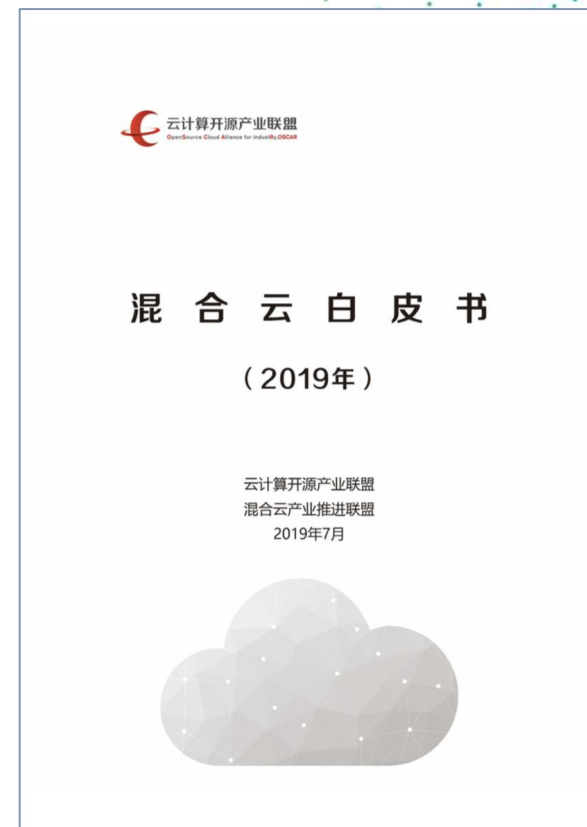 云计算开源产业联盟
OpenSource Cloud Alliance for industRy,OSCAR
混合云白皮书
（2019年）
云计算开源产业联盟
混合云产业推进联盟
2019年7月